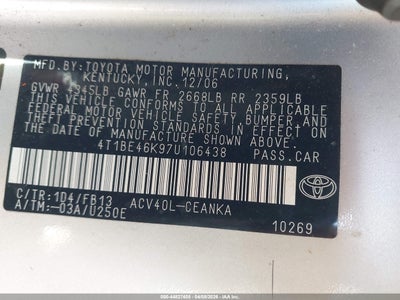 MFD.BY:TOYOTA MOTOR MANUFACTURING,
KENTUCKY,INC.12/06
GVWR 4345LB GAWR FR 2668LB RR 2359LB
THIS VEHICLE CONFORMS TO ALL APPLICABLE
FEDERAL MOTOR VEHICLE SAFETY,BUMPER,AND
THEFT PREVENTION STANDARDS IN EFFECT ON
THE DATE OF MANUFACTURE SHOWN ABOVE.
4T1BE46K97U106438 PASS.CAR
C/TR:1D4/FB13
A/TM:-03A/U250E
ACV40L-CEANKA
TOYOTA
10269